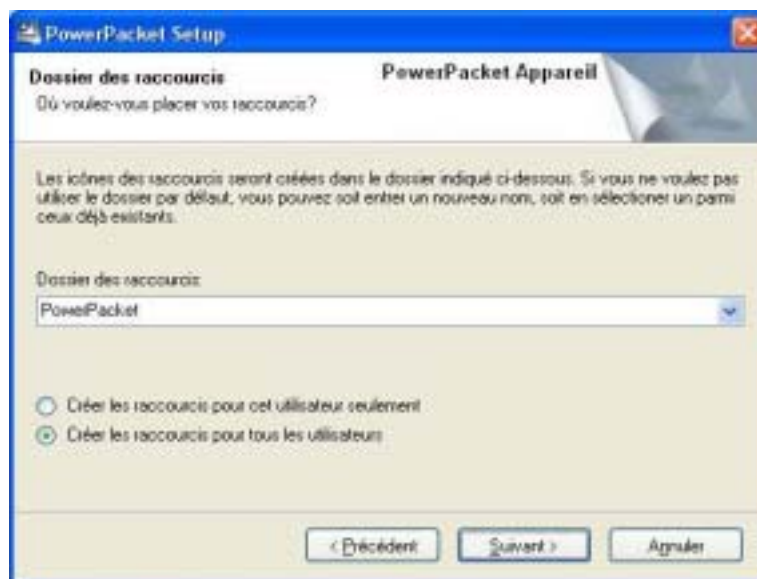 PowerPacket Setup
Dossier des raccourcis
PowerPacket Appareil
Où voulez-vous placer vos raccourcis?
Les icônes des raccourcis seront créées dans le dossier indiqué ci-dessous. Si vous ne voulez pas
utiliser le dossier par défaut, vous pouvez soit entrer un nouveau nom, soit en sélectioner un parmi
ceux déjà existants.
Dossier des raccourcis:
PowerPacket
Créer les raccourcis pour cet utilisateur seulement
Créer les raccourcis pour tous les utilisateurs
< Précédent
Suivant >
Annuler